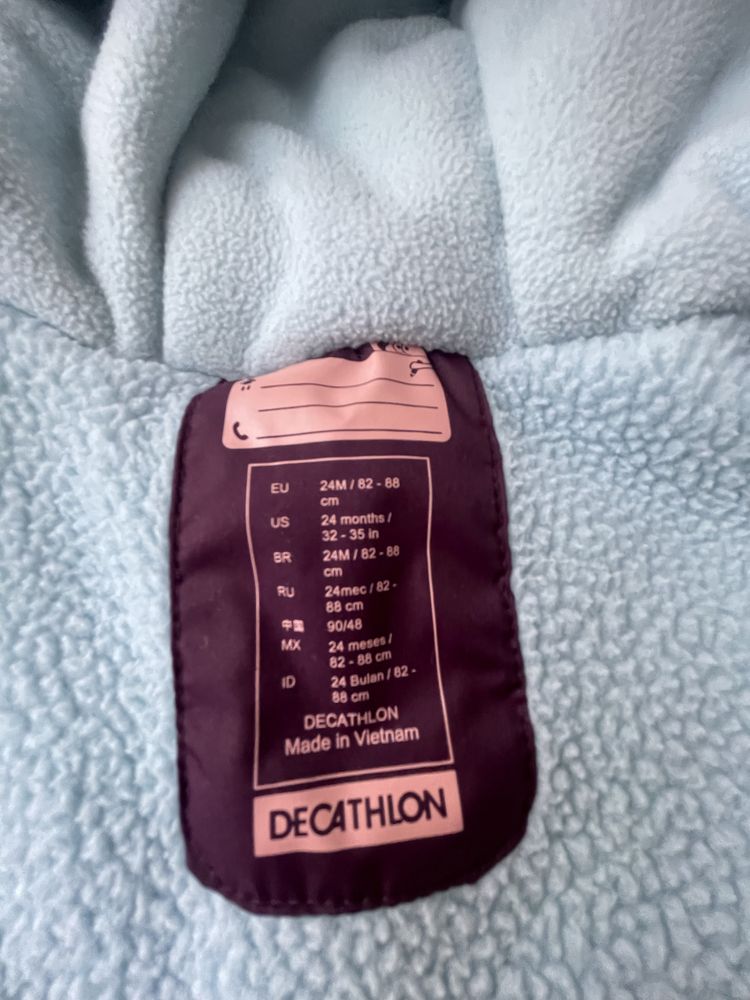 EU 24M / 82 - 88
cm
US 24 months /
32 - 35 in
BR 24M / 82 - 88
cm
RU 24мес / 82 -
88 cm
中国 90/48
MX 24 meses /
82 - 88 cm
ID 24 Bulan / 82 -
88 cm
DECATHLON
Made in Vietnam
DECATHLON